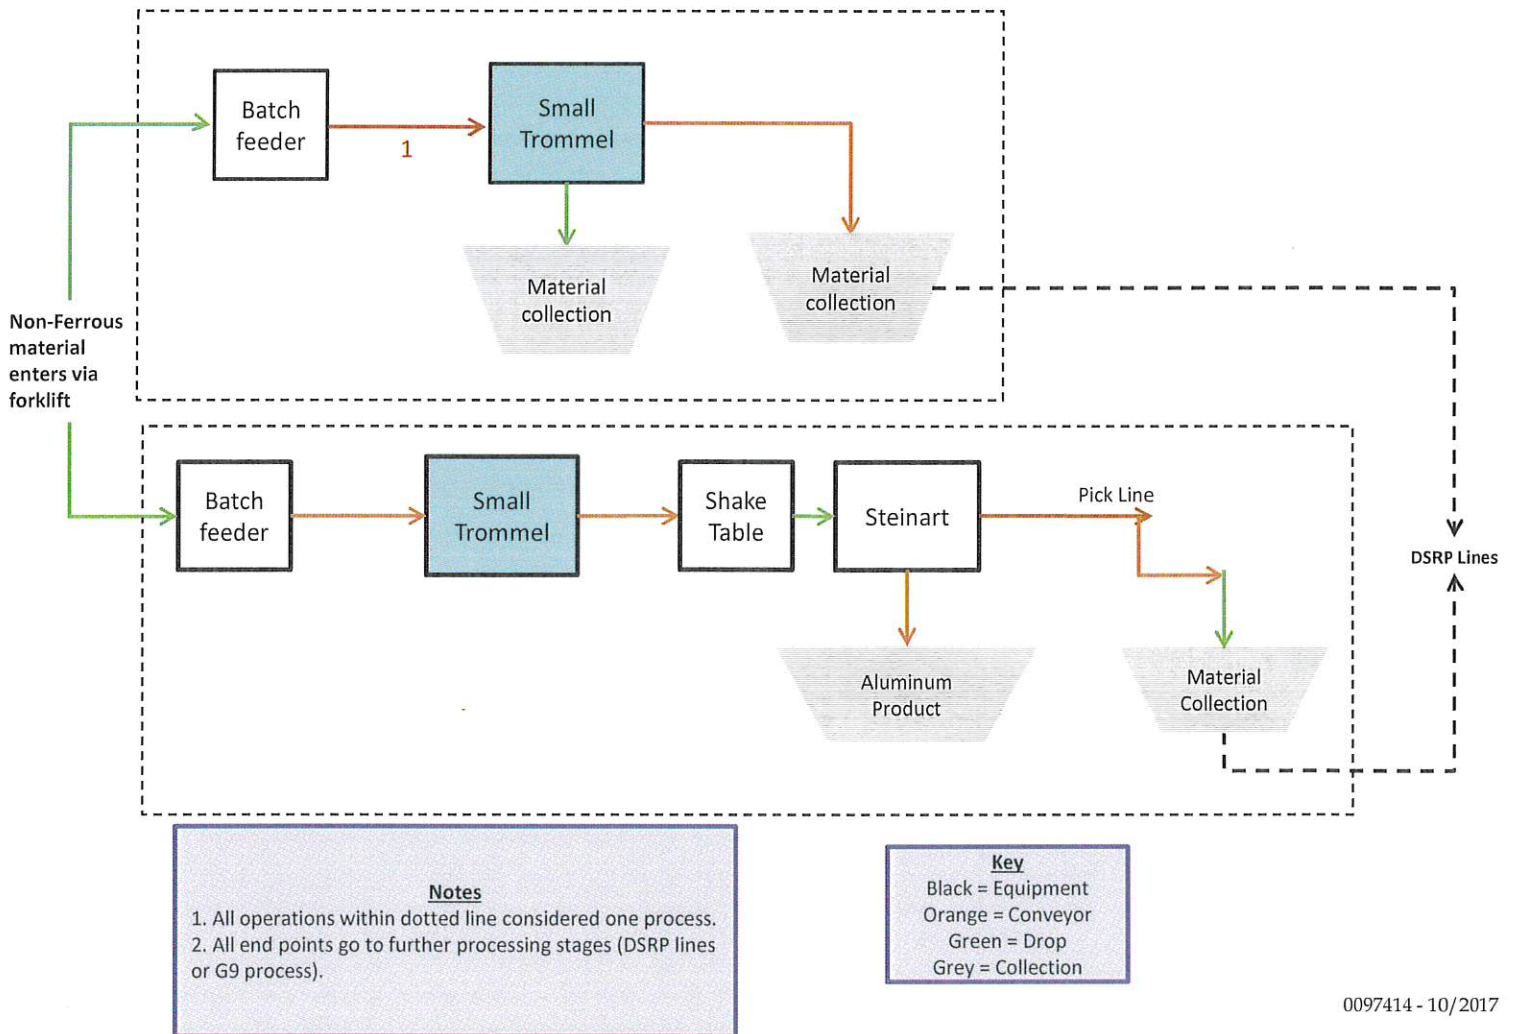 Batch
feeder
1
Small
Trommel
Material
collection
Material
collection
Non-Ferrous
material
enters via
forklift
Batch
feeder
Small
Trommel
Shake
Table
Steinart
Pick Line
DSRP Lines
Aluminum
Product
Material
Collection
Notes
1. All operations within dotted line considered one process.
2. All end points go to further processing stages (DSRP lines
or G9 process).
Key
Black = Equipment
Orange = Conveyor
Green = Drop
Grey = Collection
0097414 - 10/2017